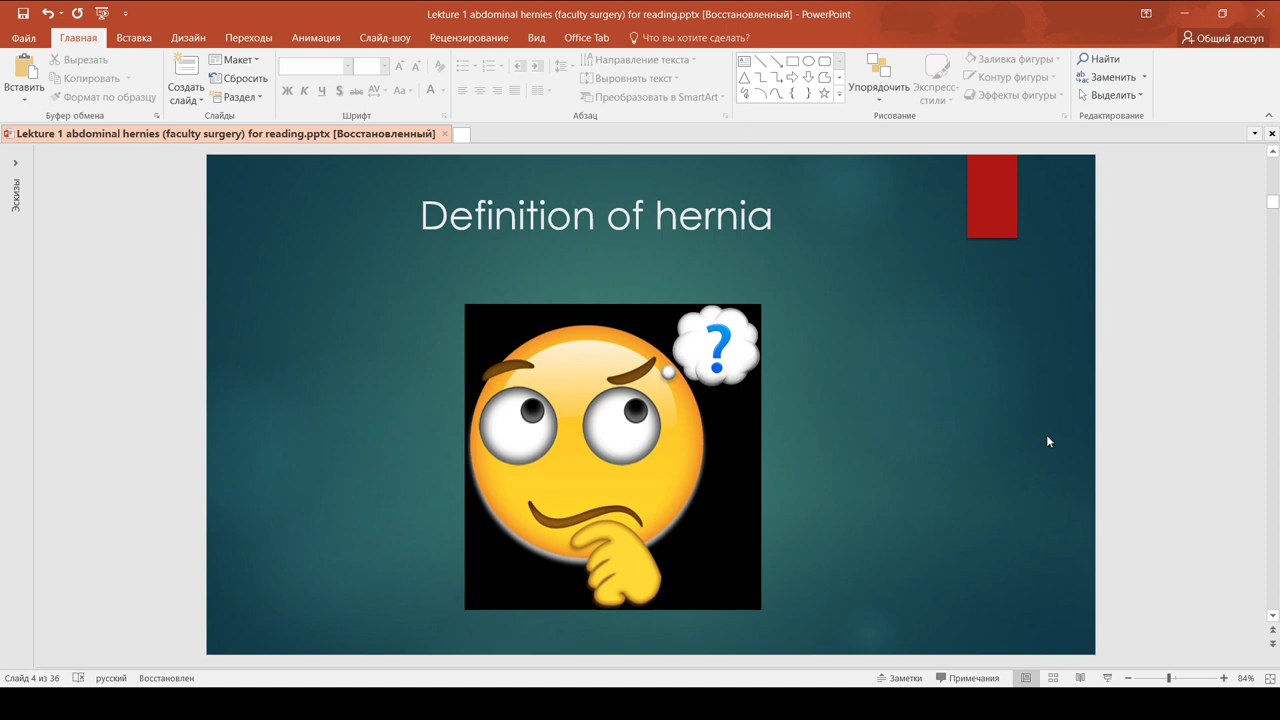 Lekture 1 abdominal hernies (faculty surgery) for reading.pptx [Восстановленный] - PowerPoint
Файл Главная Вставка Дизайн Переходы Анимация Слайд-шоу Рецензирование Вид Office Tab Что вы хотите сделать? Общий доступ
Вставить
Вырезать
Копировать
Формат по образцу
Буфер обмена
Создать слайд
Макет
Сбросить
Раздел
Слайды
Ж К Ч S abc AV Aa A
Шрифт
Направление текста
Выровнять текст
Преобразовать в SmartArt
Абзац
Упорядочить
Экспресс-стили
Заливка фигуры
Контур фигуры
Эффекты фигуры
Рисование
Найти
Заменить
Выделить
Редактирование
Lekture 1 abdominal hernies (faculty surgery) for reading.pptx [Восстановленный]
Эскизы
Definition of hernia
?
Слайд 4 из 36 русский Восстановлен Заметки Примечания 84%